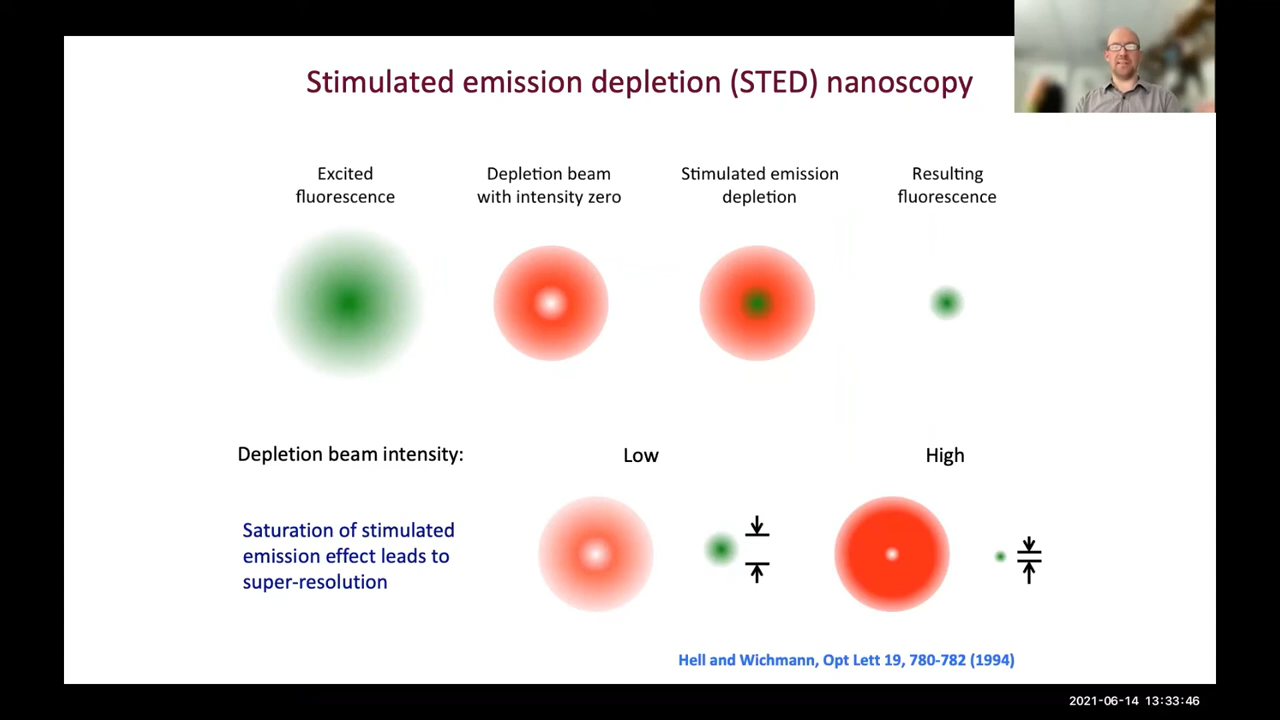 Stimulated emission depletion (STED) nanoscopy
Excited
fluorescence
Depletion beam
with intensity zero
Stimulated emission
depletion
Resulting
fluorescence
Depletion beam intensity:
Low
High
Saturation of stimulated
emission effect leads to
super-resolution
Hell and Wichmann, Opt Lett 19, 780-782 (1994)
2021-06-14 13:33:46